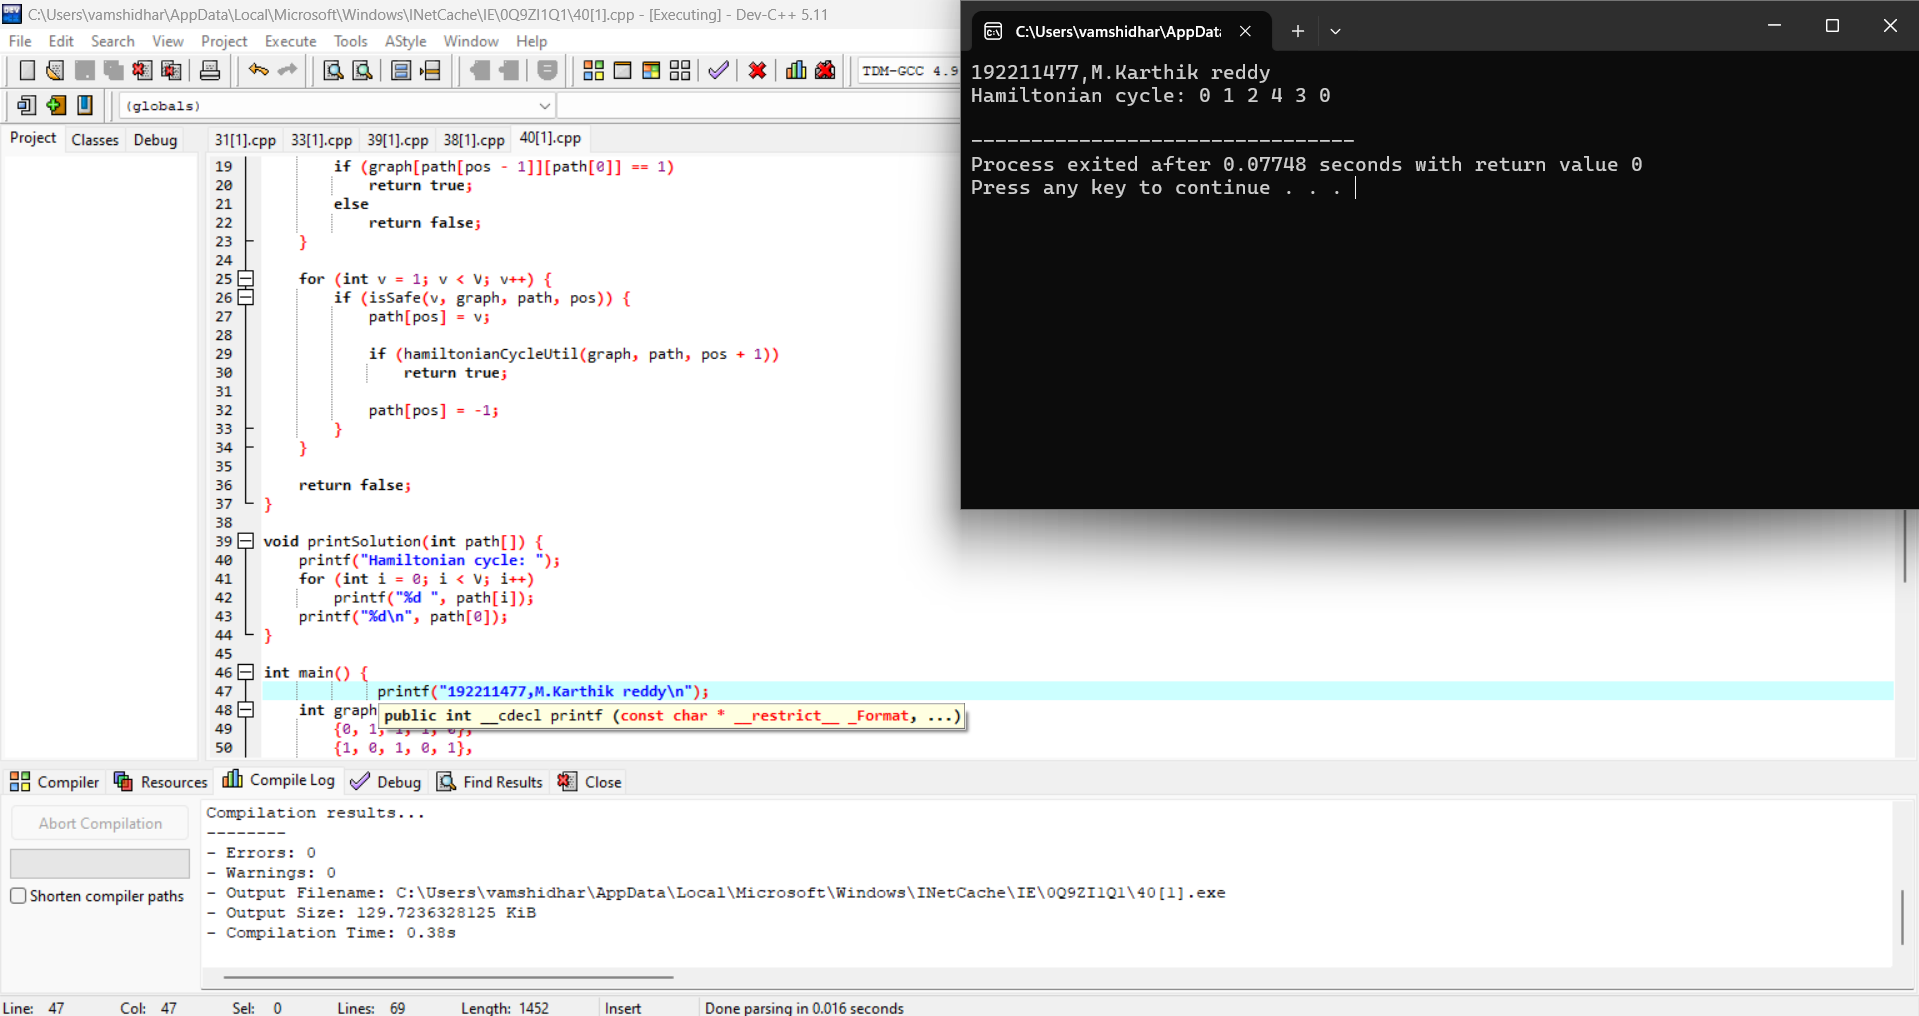 C:\Users\vamshidhar\AppData\Local\Microsoft\Windows\INetCache\IE\0Q9ZI1Q1\40[1].cpp - [Executing] - Dev-C++ 5.11
File Edit Search View Project Execute Tools AStyle Window Help
TDM-GCC 4.9
(globals)
Project Classes Debug
31[1].cpp 33[1].cpp 39[1].cpp 38[1].cpp 40[1].cpp
19 if (graph[path[pos - 1]][path[0]] == 1)
20 return true;
21 else
22 return false;
23 }
24
25 for (int v = 1; v < V; v++) {
26 if (isSafe(v, graph, path, pos)) {
27 path[pos] = v;
28
29 if (hamiltonianCycleUtil(graph, path, pos + 1))
30 return true;
31
32 path[pos] = -1;
33 }
34 }
35
36 return false;
37 }
38
39 void printSolution(int path[]) {
40 printf("Hamiltonian cycle: ");
41 for (int i = 0; i < V; i++)
42 printf("%d ", path[i]);
43 printf("%d\n", path[0]);
44 }
45
46 int main() {
47 printf("192211477,M.Karthik reddy\n");
48 int graph
public int __cdecl printf (const char * __restrict__ _Format, ...)
49 {0, 1, 1, 1, 0},
50 {1, 0, 1, 0, 1},
C:\Users\vamshidhar\AppData
192211477,M.Karthik reddy
Hamiltonian cycle: 0 1 2 4 3 0
--------------------------------
Process exited after 0.07748 seconds with return value 0
Press any key to continue . . .
Compiler Resources Compile Log Debug Find Results Close
Abort Compilation
Shorten compiler paths
Compilation results...
--------
- Errors: 0
- Warnings: 0
- Output Filename: C:\Users\vamshidhar\AppData\Local\Microsoft\Windows\INetCache\IE\0Q9ZI1Q1\40[1].exe
- Output Size: 129.7236328125 KiB
- Compilation Time: 0.38s
Line: 47 Col: 47 Sel: 0 Lines: 69 Length: 1452 Insert Done parsing in 0.016 seconds